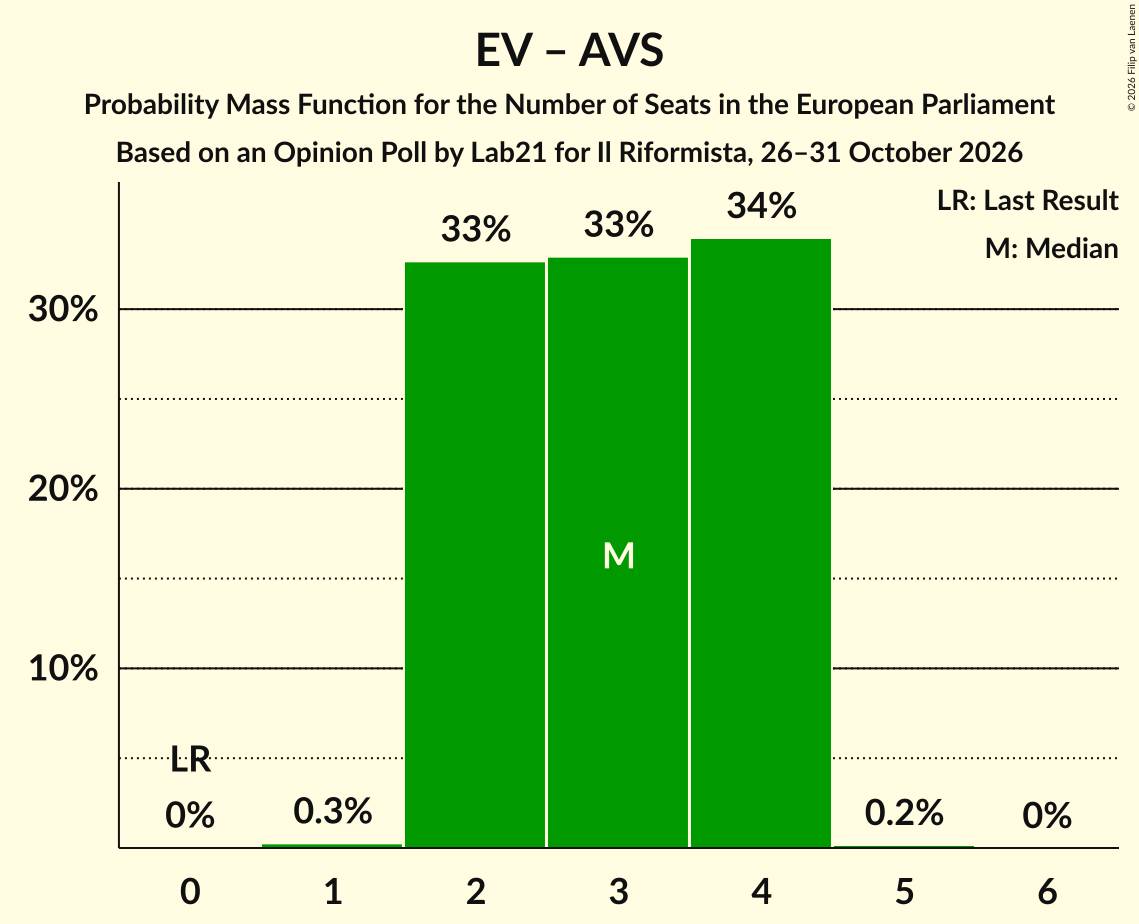 EV – AVS
Probability Mass Function for the Number of Seats in the European Parliament
Based on an Opinion Poll by Lab21 for Il Riformista, 26–31 October 2026
© 2026 Filip van Laenen
LR: Last Result
M: Median
33%
33%
34%
30%
20%
10%
M
LR
0%
0.3%
0.2%
0%
0
1
2
3
4
5
6